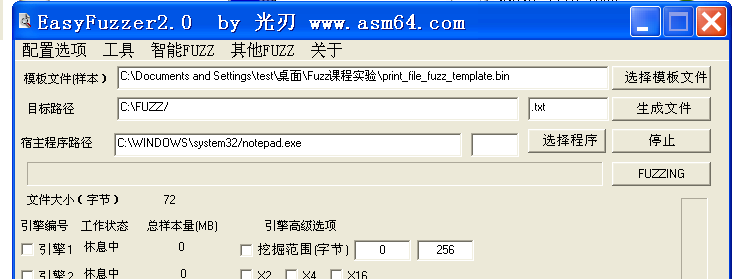 EasyFuzzer2.0 by 光刃 www.asm64.com
配置选项 工具 智能FUZZ 其他FUZZ 关于
模板文件(样本) C:\Documents and Settings\test\桌面\Fuzz课程实验\print_file_fuzz_template.bin 选择模板文件
目标路径 C:\FUZZ/ .txt 生成文件
宿主程序路径 C:\WINDOWS\system32/notepad.exe 选择程序 停止
FUZZING
文件大小(字节) 72
引擎编号 工作状态 总样本量(MB) 引擎高级选项
引擎1 休息中 0 挖掘范围(字节) 0 256
引擎2 休息中 0 X2 X4 X16